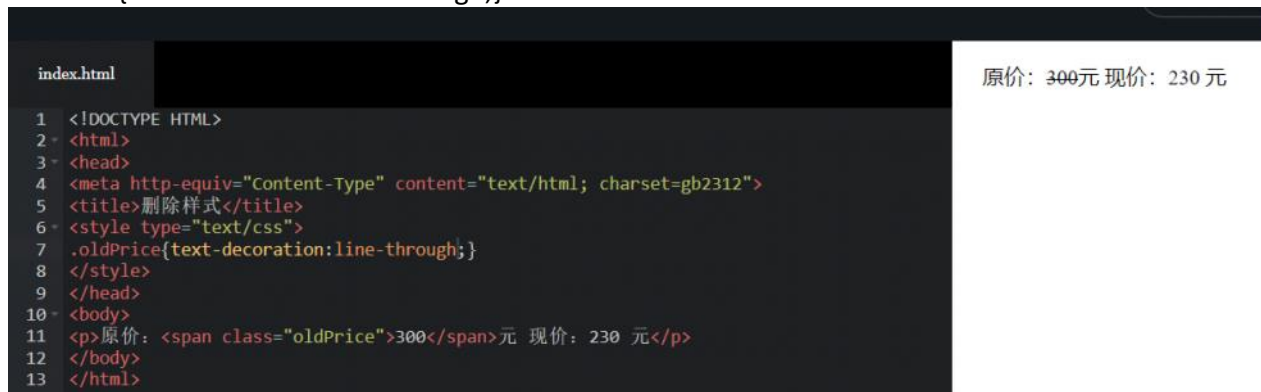 index.html
1 <!DOCTYPE HTML>
2 <html>
3 <head>
4 <meta http-equiv="Content-Type" content="text/html; charset=gb2312">
5 <title>删除样式</title>
6 <style type="text/css">
7 .oldPrice{text-decoration:line-through;}
8 </style>
9 </head>
10 <body>
11 <p>原价：<span class="oldPrice">300</span>元 现价：230 元</p>
12 </body>
13 </html>
原价：300元 现价：230 元